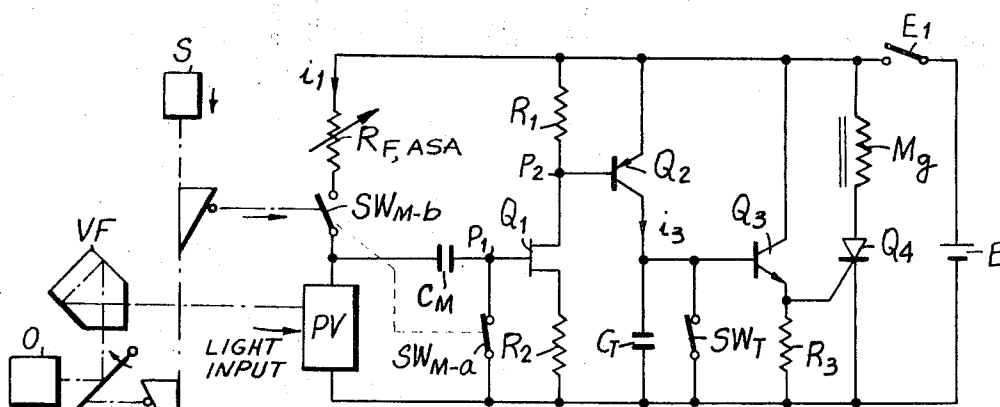 E1
S
i1
R1
RF, ASA
P2
Q2
Mg
SWM-b
VF
Q1
i3
Q3
Q4
P1
E
CM
O
PV
LIGHT INPUT
SWM-a
R2
CT
SWT
R3